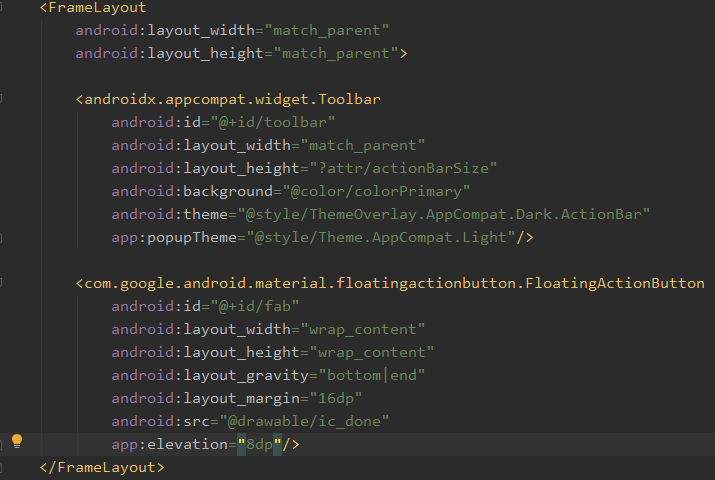 <FrameLayout
android:layout_width="match_parent"
android:layout_height="match_parent">
<androidx.appcompat.widget.Toolbar
android:id="@+id/toolbar"
android:layout_width="match_parent"
android:layout_height="?attr/actionBarSize"
android:background="@color/colorPrimary"
android:theme="@style/ThemeOverlay.AppCompat.Dark.ActionBar"
app:popupTheme="@style/Theme.AppCompat.Light"/>
<com.google.android.material.floatingactionbutton.FloatingActionButton
android:id="@+id/fab"
android:layout_width="wrap_content"
android:layout_height="wrap_content"
android:layout_gravity="bottom|end"
android:layout_margin="16dp"
android:src="@drawable/ic_done"
app:elevation="8dp"/>
</FrameLayout>